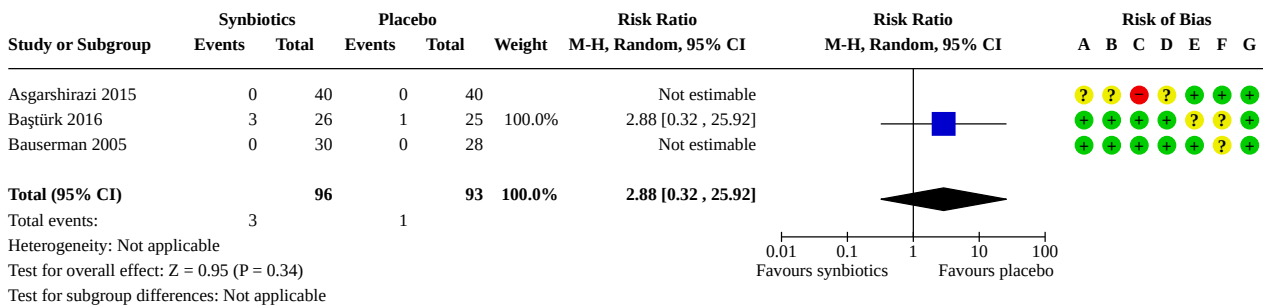 Synbiotics Placebo Risk Ratio Risk Ratio Risk of Bias
Study or Subgroup Events Total Events Total Weight M-H, Random, 95% CI M-H, Random, 95% CI A B C D E F G
Asgarshirazi 2015 0 40 0 40 Not estimable ? ? − ? + + +
Baştürk 2016 3 26 1 25 100.0% 2.88 [0.32 , 25.92] + + + + ? ? +
Bauserman 2005 0 30 0 28 Not estimable + + + + + ? +
Total (95% CI) 96 93 100.0% 2.88 [0.32 , 25.92]
Total events: 3 1
Heterogeneity: Not applicable
0.01 0.1 1 10 100
Test for overall effect: Z = 0.95 (P = 0.34)
Favours synbiotics Favours placebo
Test for subgroup differences: Not applicable